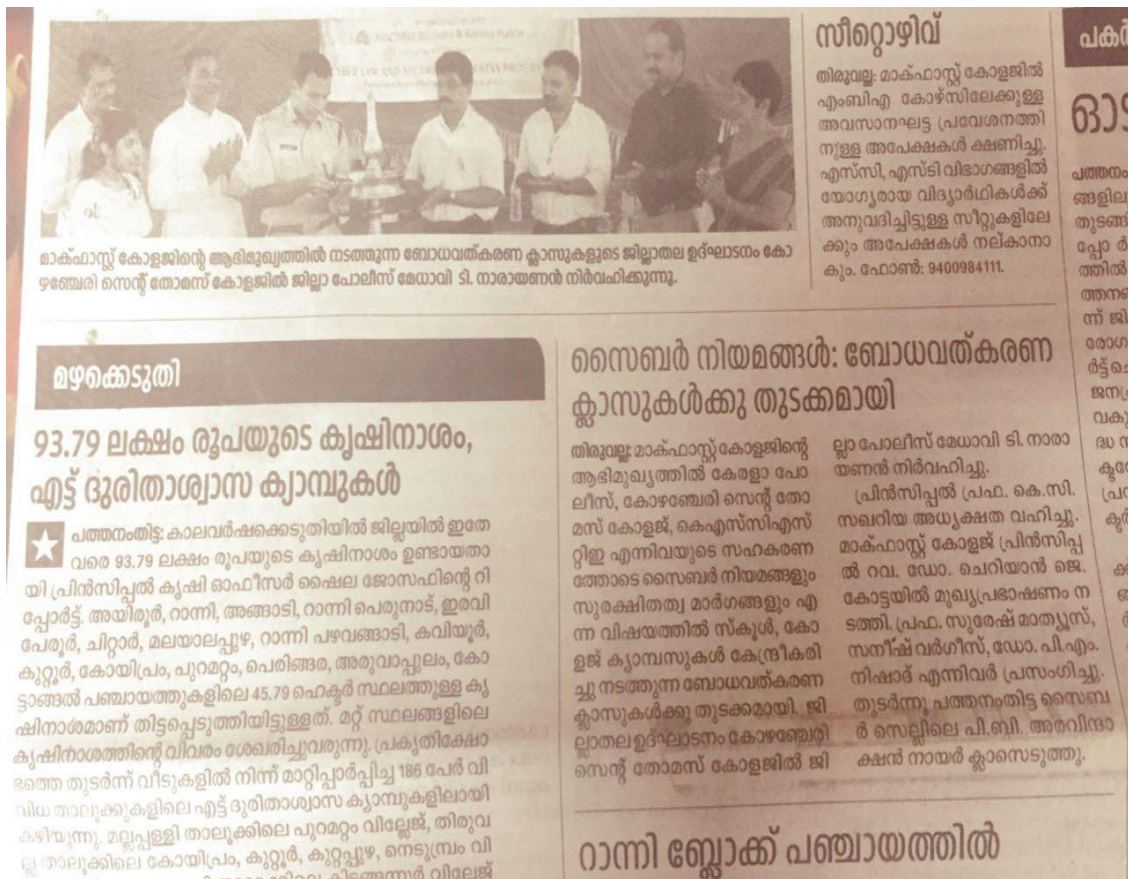 CYBER LAW AND
മാക്ഫാസ്റ്റ് കോളജിന്റെ ആഭിമുഖ്യത്തിൽ നടത്തുന്ന ബോധവത്കരണ ക്ലാസുകളുടെ ജില്ലാതല ഉദ്ഘാടനം കോ
ഴഞ്ചേരി സെന്റ് തോമസ് കോളജിൽ ജില്ലാ പോലീസ് മേധാവി ടി. നാരായണൻ നിർവഹിക്കുന്നു.
സീറ്റൊഴിവ്
തിരുവല്ല: മാക്ഫാസ്റ്റ് കോളജിൽ
എംബിഎ കോഴ്സിലേക്കുള്ള
അവസാനഘട്ട പ്രവേശനത്തി
നുള്ള അപേക്ഷകൾ ക്ഷണിച്ചു.
എസ്‌സി, എസ്ടി വിഭാഗങ്ങളിൽ
യോഗ്യരായ വിദ്യാർഥികൾക്ക്
അനുവദിച്ചിട്ടുള്ള സീറ്റുകളിലേ
ക്കും അപേക്ഷകൾ നല്കാനാ
കും. ഫോൺ: 9400984111.
മഴക്കെടുതി
93.79 ലക്ഷം രൂപയുടെ കൃഷിനാശം,
എട്ട് ദുരിതാശ്വാസ ക്യാമ്പുകൾ
പത്തനംതിട്ട: കാലവർഷക്കെടുതിയിൽ ജില്ലയിൽ ഇതേ
വരെ 93.79 ലക്ഷം രൂപയുടെ കൃഷിനാശം ഉണ്ടായതാ
യി പ്രിൻസിപ്പൽ കൃഷി ഓഫീസർ ഷൈല ജോസഫിന്റെ റി
പ്പോർട്ട്. അയിരൂർ, റാന്നി, അങ്ങാടി, റാന്നി പെരുനാട്, ഇരവി
പേരൂർ, ചിറ്റാർ, മലയാലപ്പുഴ, റാന്നി പഴവങ്ങാടി, കവിയൂർ,
കുറ്റൂർ, കോയിപ്രം, പുറമറ്റം, പെരിങ്ങര, അരുവാപ്പുലം, കോ
ട്ടാങ്ങൽ പഞ്ചായത്തുകളിലെ 45.79 ഹെക്ടർ സ്ഥലത്തുള്ള കൃ
ഷിനാശമാണ് തിട്ടപ്പെടുത്തിയിട്ടുള്ളത്. മറ്റ് സ്ഥലങ്ങളിലെ
കൃഷിനാശത്തിന്റെ വിവരം ശേഖരിച്ചുവരുന്നു. പ്രകൃതിക്ഷോ
ഭത്തെ തുടർന്ന് വീടുകളിൽ നിന്ന് മാറ്റിപ്പാർപ്പിച്ച 186 പേർ വി
വിധ താലൂക്കുകളിലെ എട്ട് ദുരിതാശ്വാസ ക്യാമ്പുകളിലായി
കഴിയുന്നു. മല്ലപ്പള്ളി താലൂക്കിലെ പുറമറ്റം വില്ലേജ്, തിരുവ
ല്ല താലൂക്കിലെ കോയിപ്രം, കുറ്റൂർ, കുറ്റപ്പുഴ, നെടുമ്പ്രം വി
കിടങ്ങന്നൂർ വില്ലേജ്
സൈബർ നിയമങ്ങൾ: ബോധവത്കരണ
ക്ലാസുകൾക്കു തുടക്കമായി
തിരുവല്ല: മാക്ഫാസ്റ്റ് കോളജിന്റെ
ആഭിമുഖ്യത്തിൽ കേരളാ പോ
ലീസ്, കോഴഞ്ചേരി സെന്റ് തോ
മസ് കോളജ്, കെഎസ്‌സിഎസ്
റ്റിഇ എന്നിവയുടെ സഹകരണ
ത്തോടെ സൈബർ നിയമങ്ങളും
സുരക്ഷിതത്വ മാർഗങ്ങളും എ
ന്ന വിഷയത്തിൽ സ്കൂൾ, കോ
ളജ് ക്യാമ്പസുകൾ കേന്ദ്രീകരി
ച്ചു നടത്തുന്ന ബോധവത്കരണ
ക്ലാസുകൾക്കു തുടക്കമായി. ജി
ല്ലാതല ഉദ്ഘാടനം കോഴഞ്ചേരി
സെന്റ് തോമസ് കോളജിൽ ജി
ല്ലാ പോലീസ് മേധാവി ടി. നാരാ
യണൻ നിർവഹിച്ചു.
പ്രിൻസിപ്പൽ പ്രഫ. കെ.സി.
സഖറിയ അധ്യക്ഷത വഹിച്ചു.
മാക്ഫാസ്റ്റ് കോളജ് പ്രിൻസിപ്പ
ൽ റവ. ഡോ. ചെറിയാൻ ജെ.
കോട്ടയിൽ മുഖ്യപ്രഭാഷണം ന
ടത്തി. പ്രഫ. സുരേഷ് മാത്യൂസ്,
സനീഷ് വർഗീസ്, ഡോ. പി.എം.
നിഷാദ് എന്നിവർ പ്രസംഗിച്ചു.
തുടർന്നു പത്തനംതിട്ട സൈബ
ർ സെല്ലിലെ പി.ബി. അരവിന്ദാ
ക്ഷൻ നായർ ക്ലാസെടുത്തു.
റാന്നി ബ്ലോക്ക് പഞ്ചായത്തിൽ